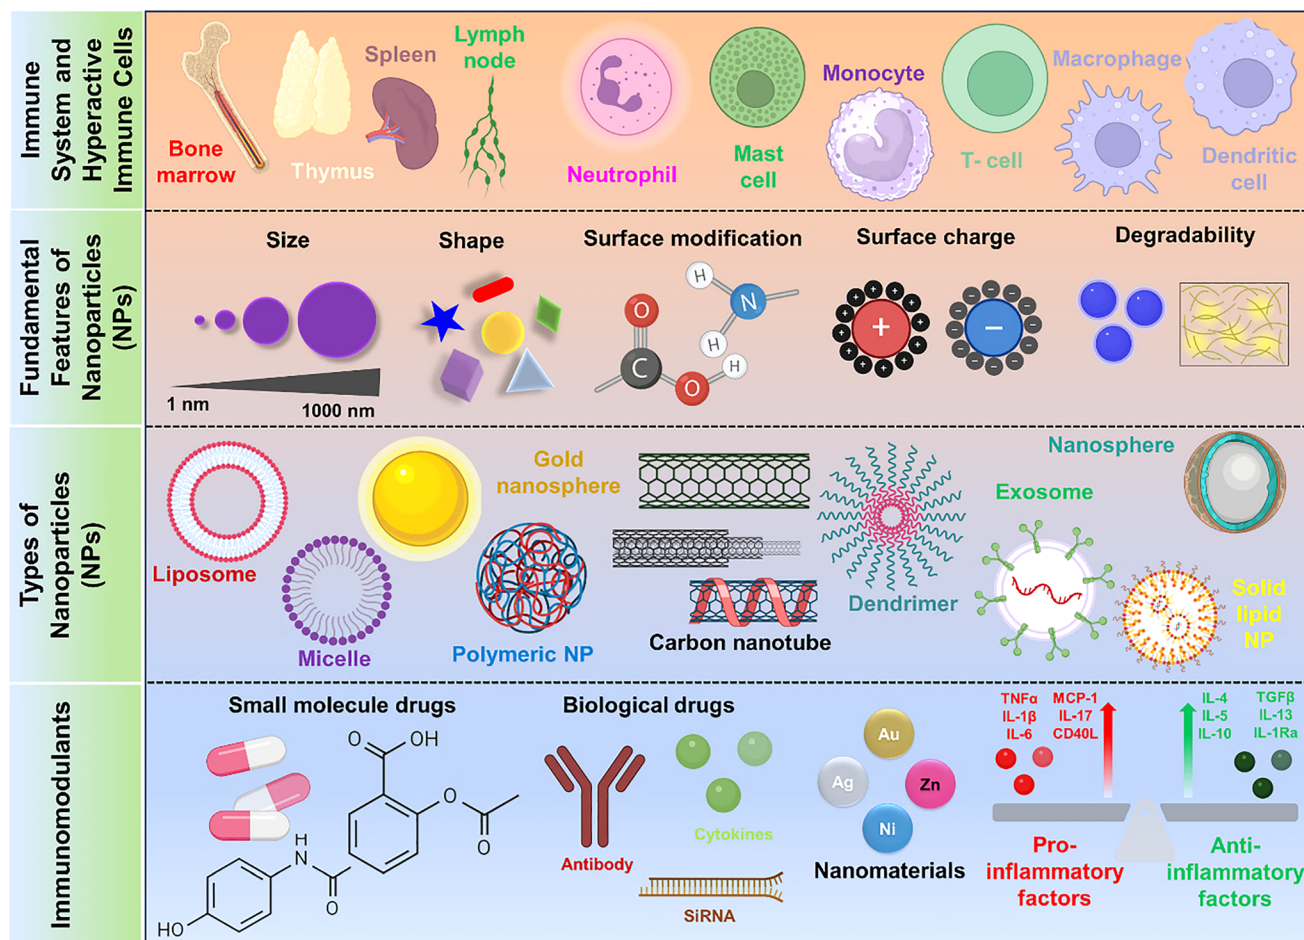 Immune
System and
Hyperactive
Immune Cells
Bone
marrow
Thymus
Spleen
Lymph
node
Neutrophil
Mast
cell
Monocyte
T- cell
Macrophage
Dendritic
cell
Fundamental
Features of
Nanoparticles
(NPs)
Size
1 nm
1000 nm
Shape
Surface modification
H
N
H
O
C
O
H
Surface charge
+
−
Degradability
Types of
Nanoparticles
(NPs)
Liposome
Micelle
Gold
nanosphere
Polymeric NP
Carbon nanotube
Dendrimer
Nanosphere
Exosome
Solid
lipid
NP
Immunomodulants
Small molecule drugs
O
OH
O
O
H
N
O
HO
Biological drugs
Antibody
Cytokines
SiRNA
Au
Ag
Zn
Ni
Nanomaterials
TNFα MCP-1
IL-1β IL-17
IL-6 CD40L
IL-4 TGFβ
IL-5 IL-13
IL-10 IL-1Ra
Pro-
inflammatory
factors
Anti-
inflammatory
factors